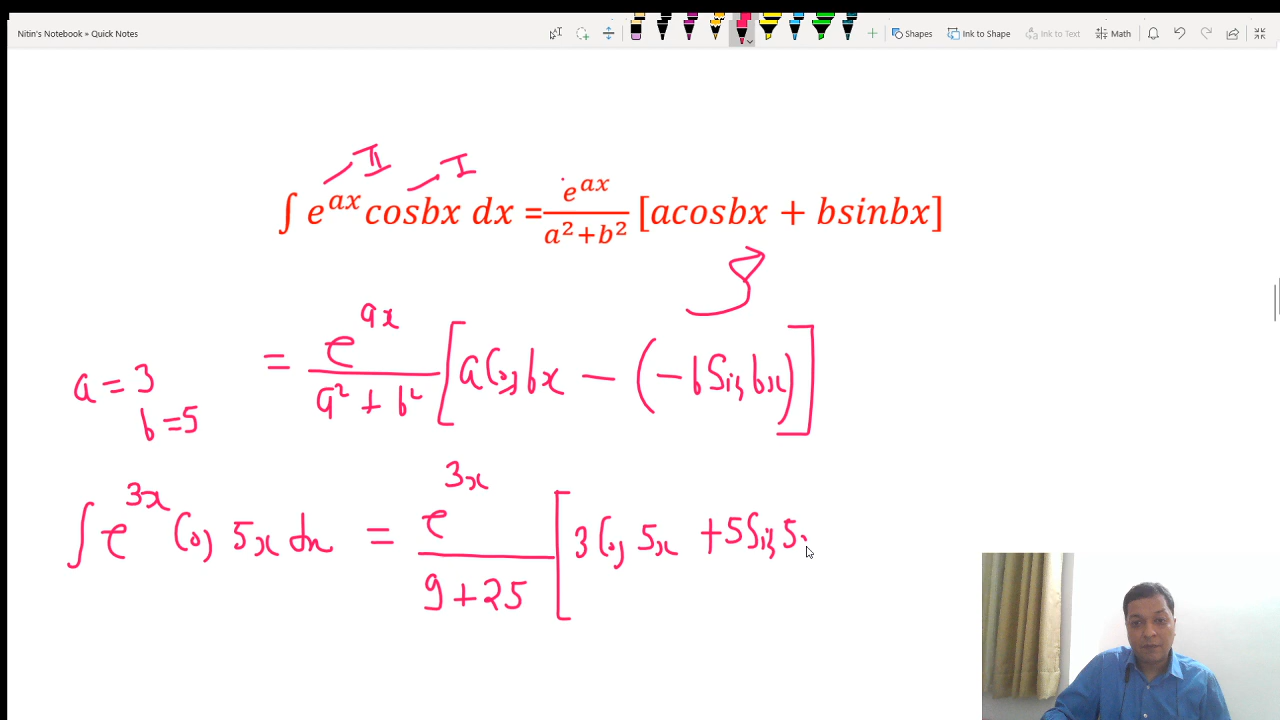 Nitin's Notebook » Quick Notes
Shapes Ink to Shape Ink to Text Math
II I
∫ e^{ax} cosbx dx = e^{ax}/(a²+b²) [acosbx + bsinbx]
= e^{ax}/(a² + b²) [a Cos bx − (−b Sin bx)]
a = 3
b = 5
∫ e^{3x} Cos 5x dx = e^{3x}/(9+25) [3 Cos 5x + 5 Sin 5